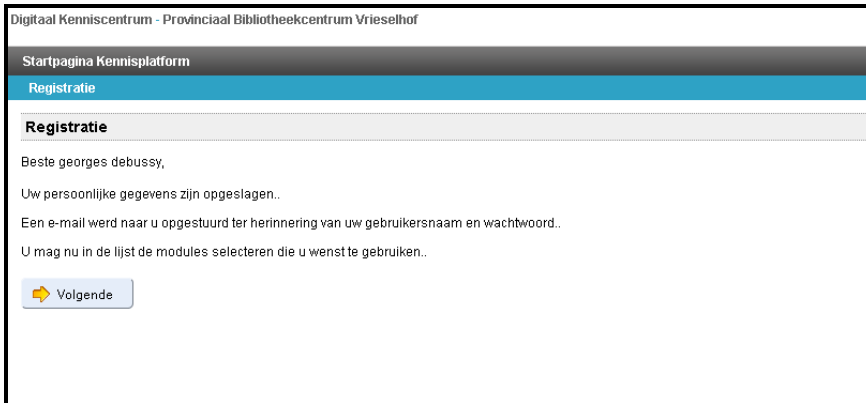 Digitaal Kenniscentrum - Provinciaal Bibliotheekcentrum Vrieselhof
Startpagina Kennisplatform
Registratie
Registratie
Beste georges debussy,
Uw persoonlijke gegevens zijn opgeslagen..
Een e-mail werd naar u opgestuurd ter herinnering van uw gebruikersnaam en wachtwoord..
U mag nu in de lijst de modules selecteren die u wenst te gebruiken..
Volgende